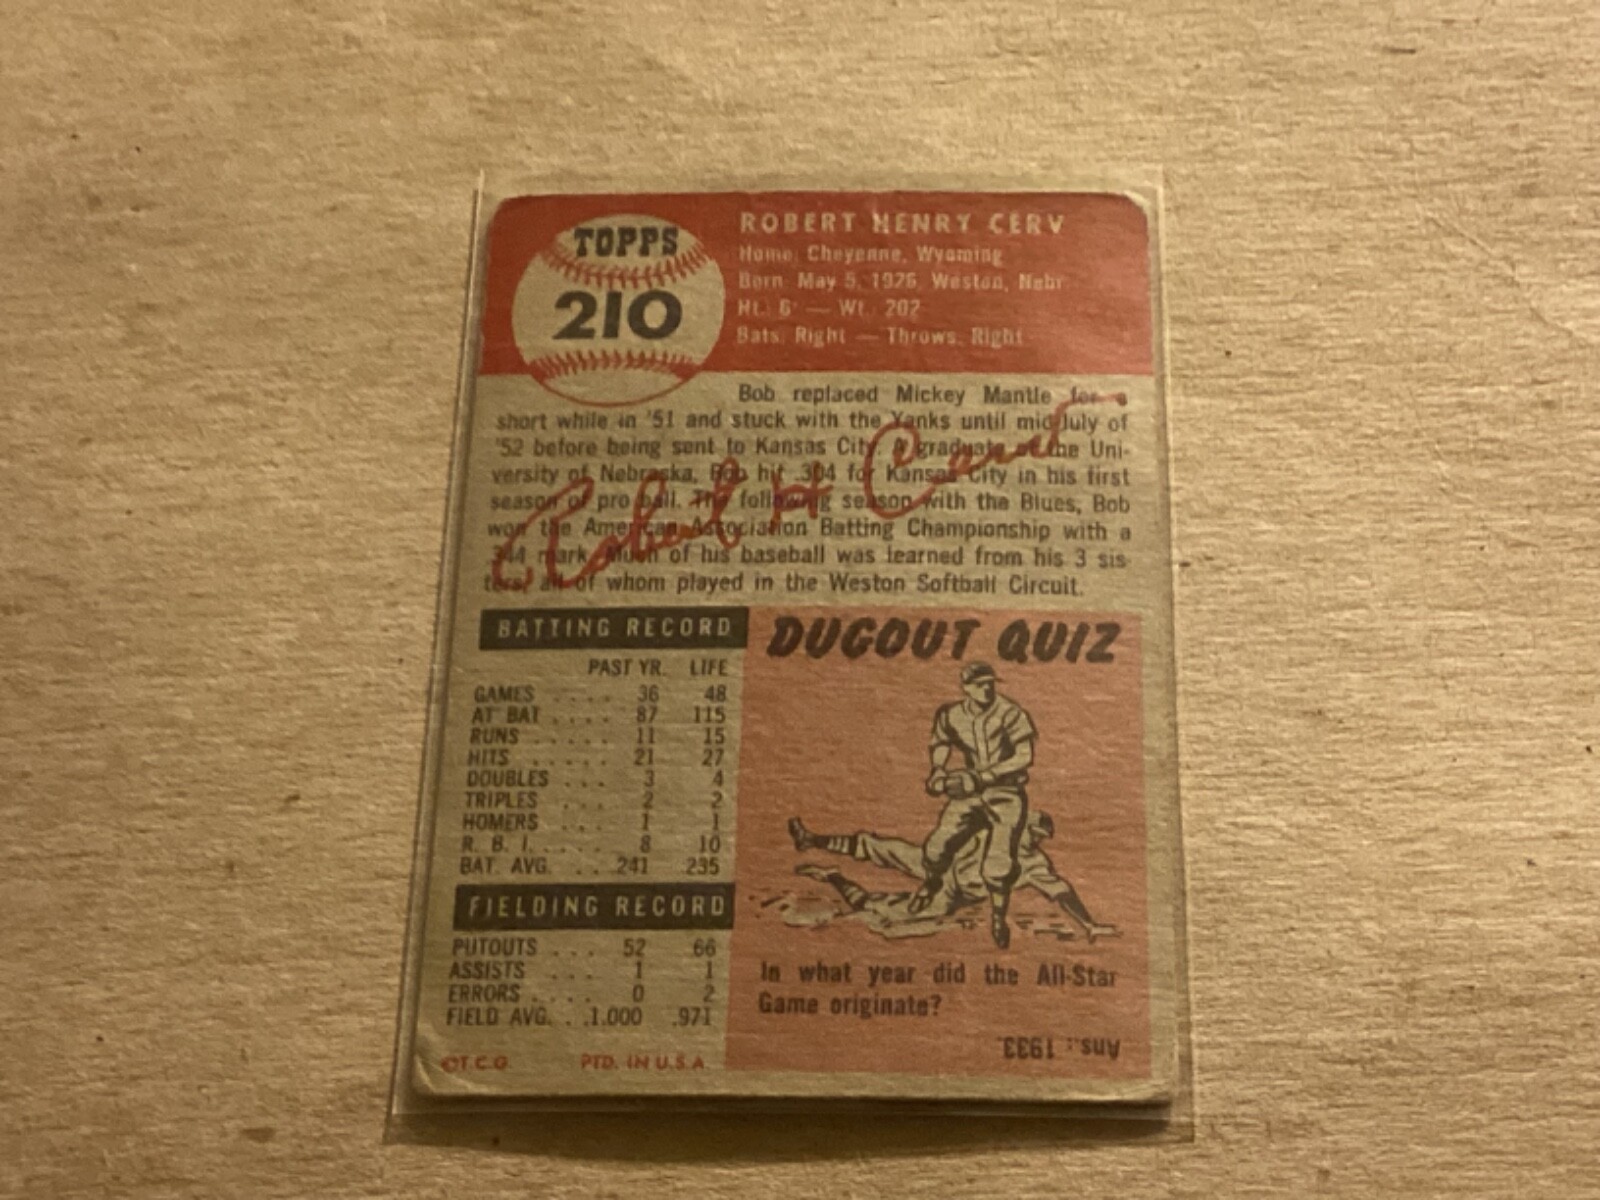 TOPPS
210
ROBERT HENRY CERV
Home: Cheyenne, Wyoming
Born: May 5, 1926, Weston, Nebr.
Ht.: 6' — Wt.: 202
Bats: Right — Throws: Right
Bob replaced Mickey Mantle for a
short while in '51 and stuck with the Yanks until mid-July of
'52 before being sent to Kansas City. A graduate of the Uni-
versity of Nebraska, Bob hit .304 for Kansas City in his first
season of pro ball. The following season with the Blues, Bob
won the American Association Batting Championship with a
.344 mark. Much of his baseball was learned from his 3 sis-
ters, all of whom played in the Weston Softball Circuit.
Robert H Cerv
BATTING RECORD
PAST YR. LIFE
GAMES .... 36 48
AT BAT .... 87 115
RUNS ..... 11 15
HITS ...... 21 27
DOUBLES ... 3 4
TRIPLES ... 2 2
HOMERS ... 1 1
R. B. I. ..... 8 10
BAT. AVG. ... .241 .235
FIELDING RECORD
PUTOUTS ... 52 66
ASSISTS ... 1 1
ERRORS .... 0 2
FIELD AVG. . .1.000 .971
©T.C.G. PTD. IN U.S.A.
DUGOUT QUIZ
In what year did the All-Star
Game originate?
Ans.: 1933.